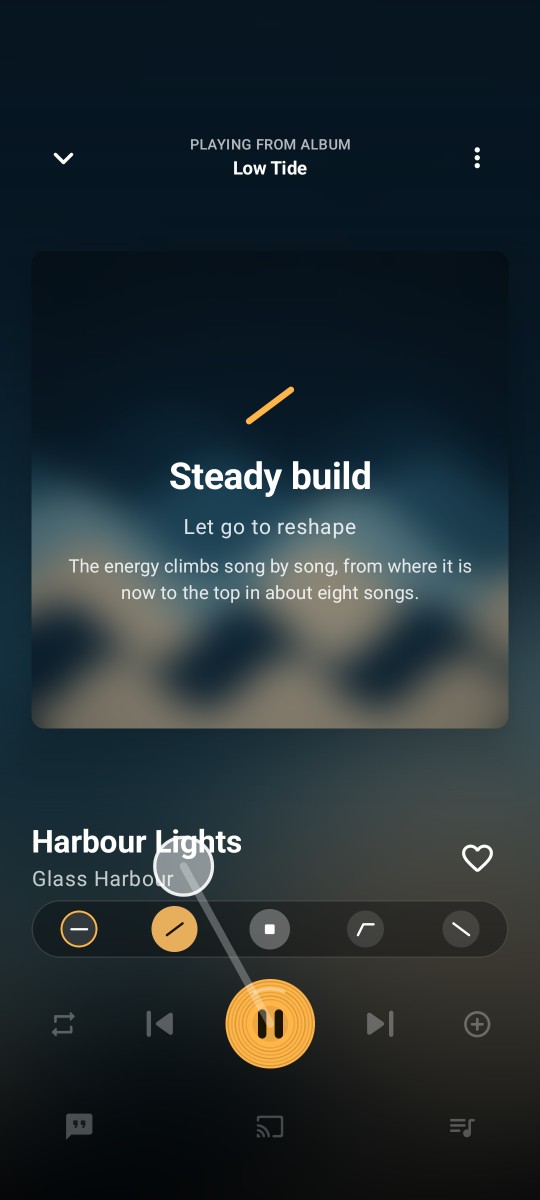 PLAYING FROM ALBUM
Low Tide
Steady build
Let go to reshape
The energy climbs song by song, from where it is
now to the top in about eight songs.
Harbour Lights
Glass Harbour